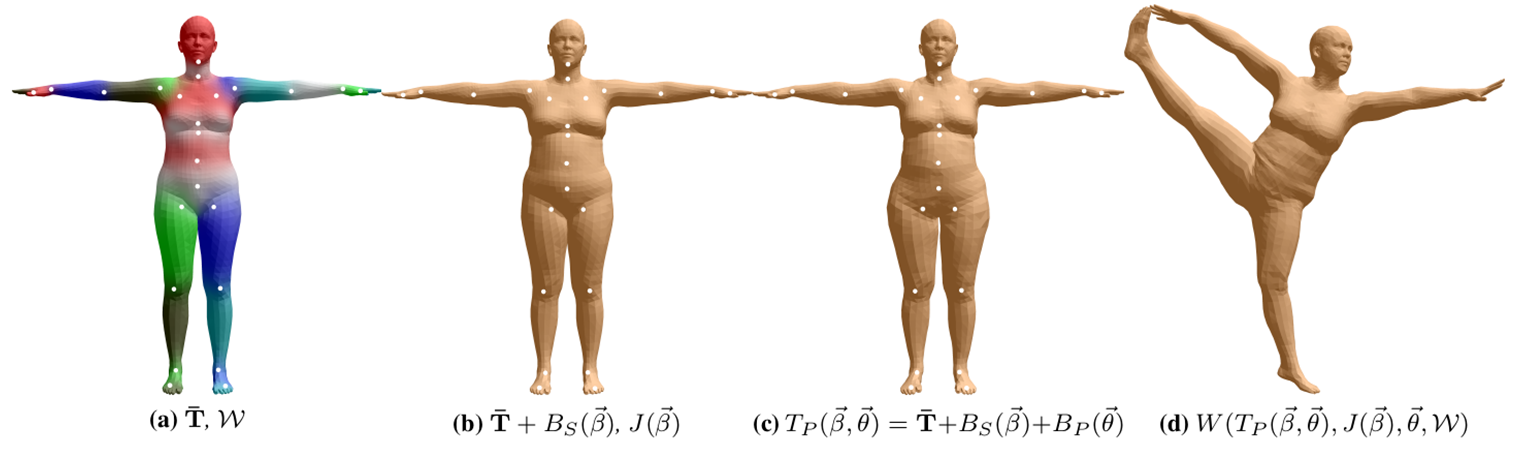 (a) T̄, 𝒲
(b) T̄ + B_S(β⃗), J(β⃗)
(c) T_P(β⃗, θ⃗) = T̄+B_S(β⃗)+B_P(θ⃗)
(d) W(T_P(β⃗, θ⃗), J(β⃗), θ⃗, 𝒲)